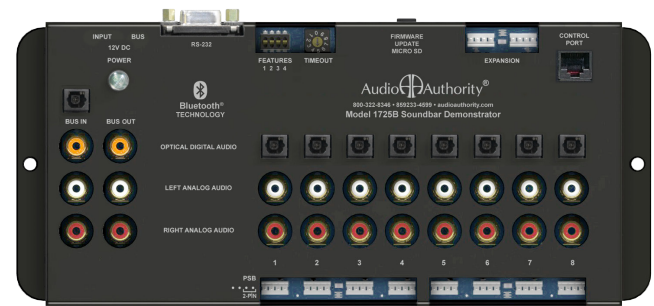 INPUT BUS
12V DC
POWER
RS-232
FEATURES
1 2 3 4
TIMEOUT
FIRMWARE
UPDATE
MICRO SD
EXPANSION
CONTROL
PORT
Bluetooth®
TECHNOLOGY
AudioAuthority®
800-322-8346 • 859233-4599 • audioauthority.com
Model 1725B Soundbar Demonstrator
BUS IN BUS OUT
OPTICAL DIGITAL AUDIO
LEFT ANALOG AUDIO
RIGHT ANALOG AUDIO
1 2 3 4 5 6 7 8
PSB
2-PIN